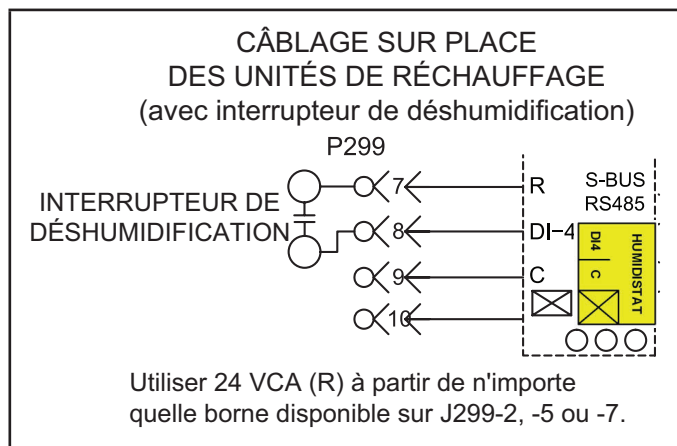 CÂBLAGE SUR PLACE
DES UNITÉS DE RÉCHAUFFAGE
(avec interrupteur de déshumidification)
P299
INTERRUPTEUR DE
DÉSHUMIDIFICATION
7
R
8
DI-4
9
C
10
S-BUS
RS485
DI4
C
HUMIDISTAT
Utiliser 24 VCA (R) à partir de n'importe
quelle borne disponible sur J299-2, -5 ou -7.